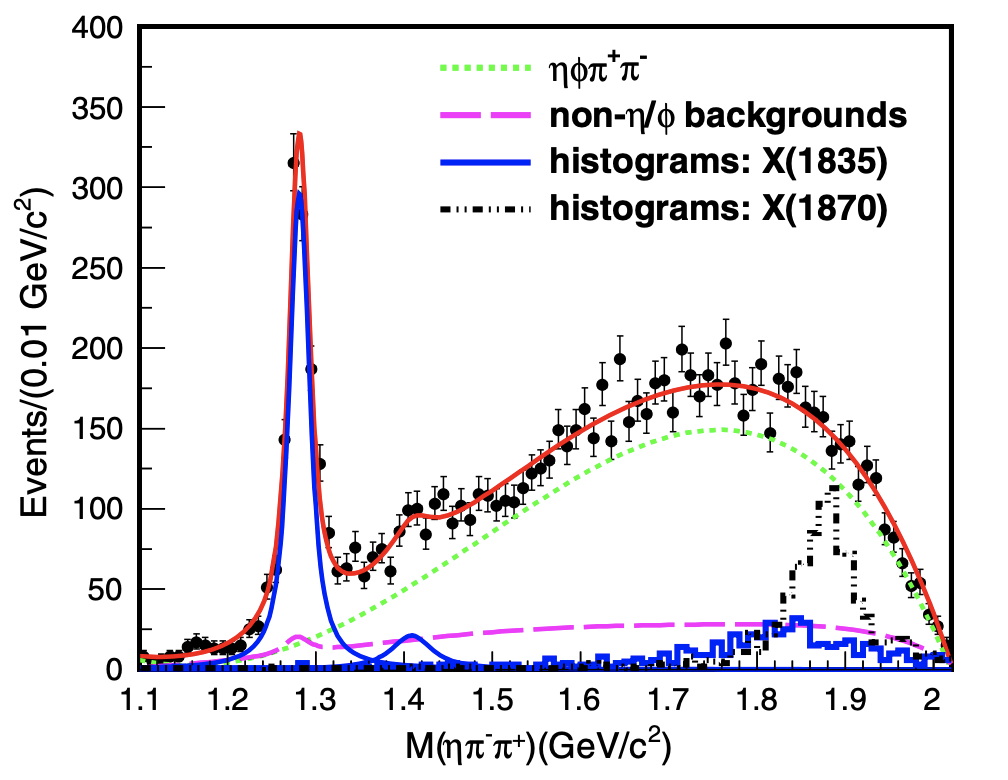 400
350
300
250
200
150
100
50
0
Events/(0.01 GeV/c²)
ηϕπ⁺π⁻
non-η/ϕ backgrounds
histograms: X(1835)
histograms: X(1870)
1.1 1.2 1.3 1.4 1.5 1.6 1.7 1.8 1.9 2
M(ηπ⁻π⁺)(GeV/c²)